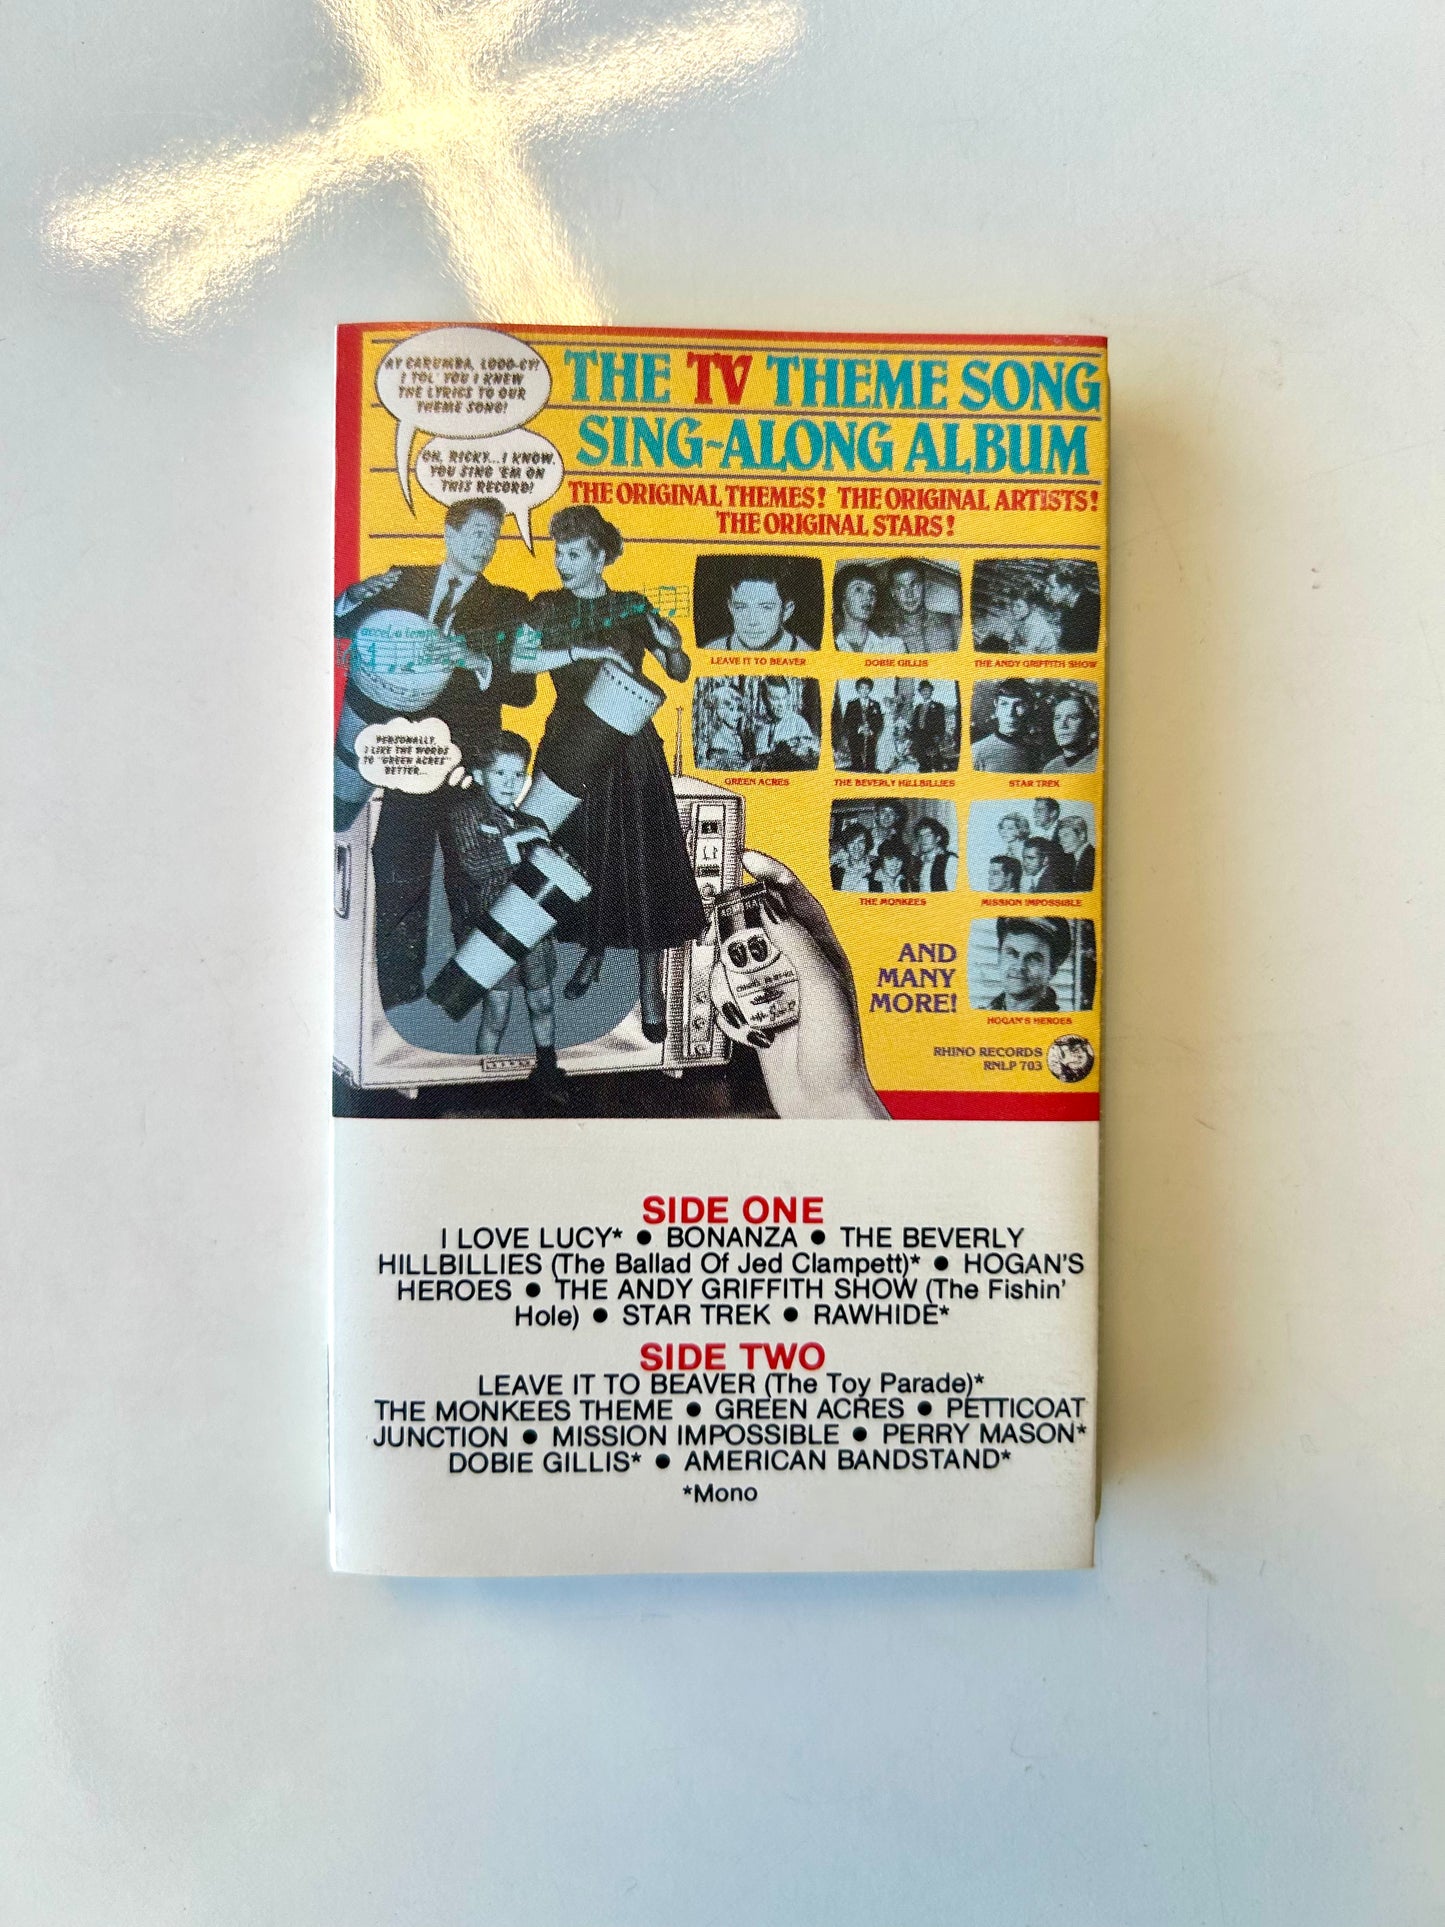 AY CARUMBA, LOOO-CY!
I TOL' YOU I KNEW
THE LYRICS TO OUR
THEME SONG!
OH, RICKY...I KNOW.
YOU SING 'EM ON
THIS RECORD!
THE TV THEME SONG
SING-ALONG ALBUM
THE ORIGINAL THEMES! THE ORIGINAL ARTISTS!
THE ORIGINAL STARS!
accel. a tempo
LEAVE IT TO BEAVER
DOBIE GILLIS
THE ANDY GRIFFITH SHOW
PERSONALLY,
I LIKE THE WORDS
TO "GREEN ACRES"
BETTER...
GREEN ACRES
THE BEVERLY HILLBILLIES
STAR TREK
THE MONKEES
MISSION IMPOSSIBLE
ADMIRAL
AND
MANY
MORE!
HOGAN'S HEROES
RHINO RECORDS
RNLP 703
SIDE ONE
I LOVE LUCY* ● BONANZA ● THE BEVERLY
HILLBILLIES (The Ballad Of Jed Clampett)* ● HOGAN'S
HEROES ● THE ANDY GRIFFITH SHOW (The Fishin'
Hole) ● STAR TREK ● RAWHIDE*
SIDE TWO
LEAVE IT TO BEAVER (The Toy Parade)*
THE MONKEES THEME ● GREEN ACRES ● PETTICOAT
JUNCTION ● MISSION IMPOSSIBLE ● PERRY MASON*
DOBIE GILLIS* ● AMERICAN BANDSTAND*
*Mono